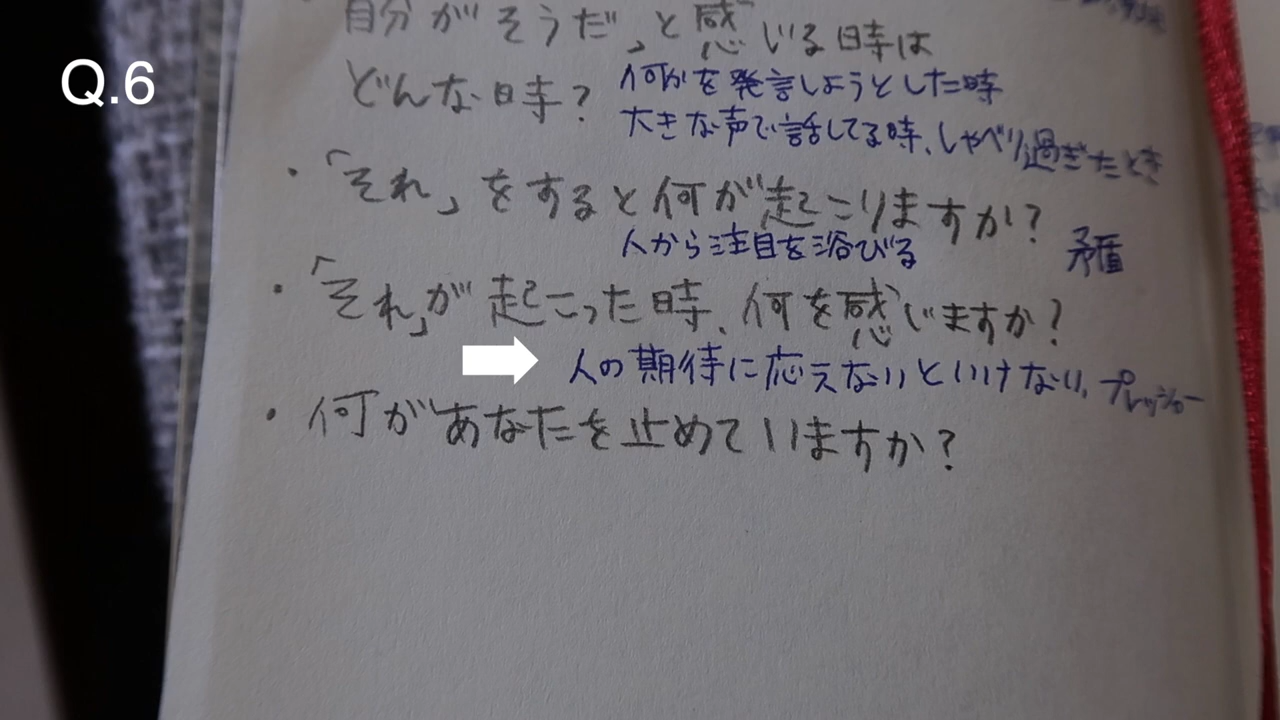 Q.6
自分がそうだ」と感じる時は
どんな時?
何かを発言しようとした時
大きな声で話してる時、しゃべり過ぎたとき
・「それ」をすると何が起こりますか?
人から注目を浴びる
矛盾
・「それ」が起こった時、何を感じますか?
人の期待に応えないといけない、プレッシャー
・何があなたを止めていますか?